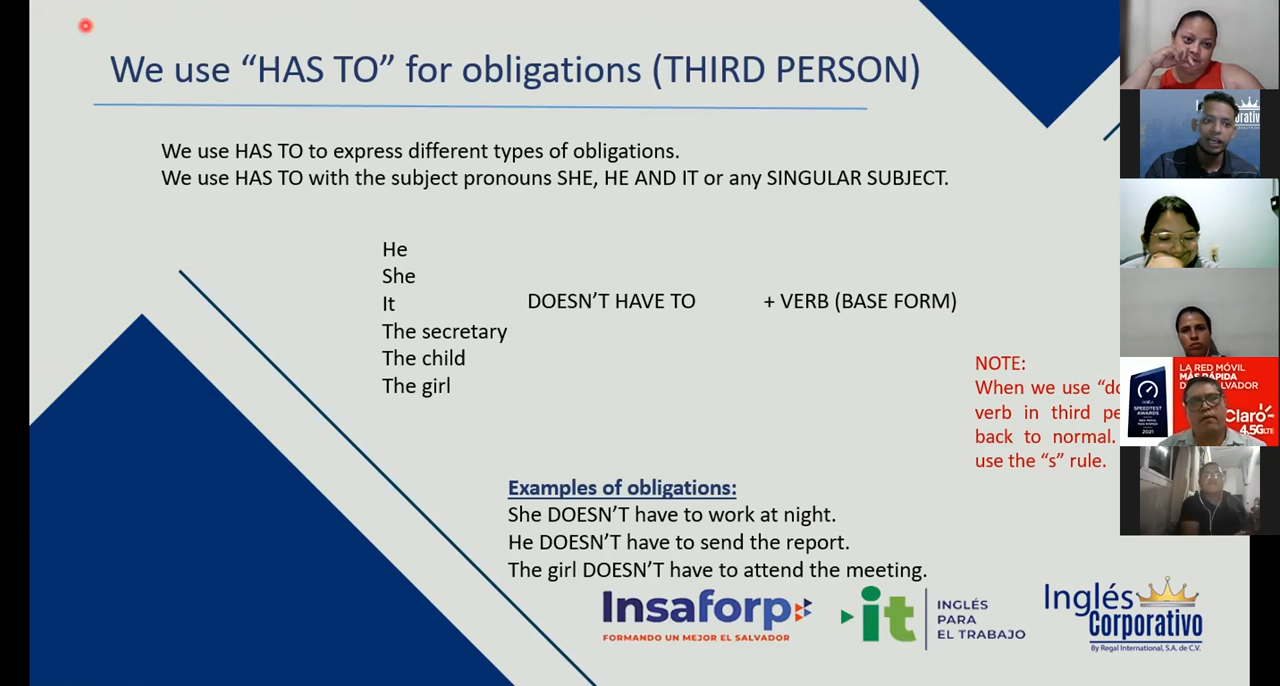 We use “HAS TO” for obligations (THIRD PERSON)
We use HAS TO to express different types of obligations.
We use HAS TO with the subject pronouns SHE, HE AND IT or any SINGULAR SUBJECT.
He
She
It
DOESN’T HAVE TO + VERB (BASE FORM)
The secretary
The child
The girl
NOTE:
When we use “do
verb in third pe
back to normal.
use the “s” rule.
Examples of obligations:
She DOESN’T have to work at night.
He DOESN’T have to send the report.
The girl DOESN’T have to attend the meeting.
Insaforp
FORMANDO UN MEJOR EL SALVADOR
it
INGLÉS
PARA
EL TRABAJO
Inglés
Corporativo
By Regal International, S.A. de C.V.
orativo
LA RED MÓVIL
MÁS RÁPIDA
SALVADOR
SPEEDTEST
AWARDS
2021
Claro
4.5G LTE